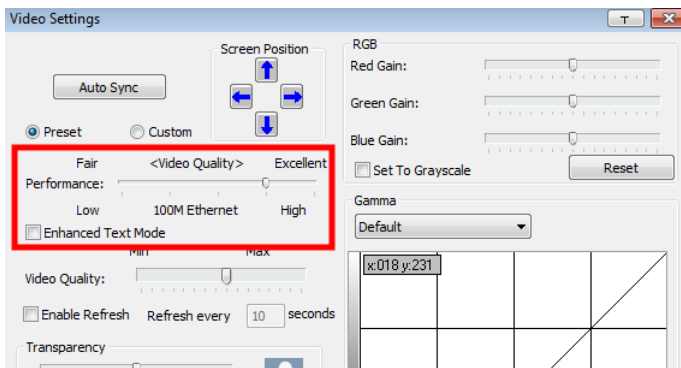 Video Settings
T
Screen Position
Auto Sync
Preset
Custom
Fair <Video Quality> Excellent
Performance:
Low 100M Ethernet High
Enhanced Text Mode
Min Max
Video Quality:
Enable Refresh Refresh every 10 seconds
Transparency
RGB
Red Gain:
Green Gain:
Blue Gain:
Set To Grayscale
Reset
Gamma
Default
x:018 y:231